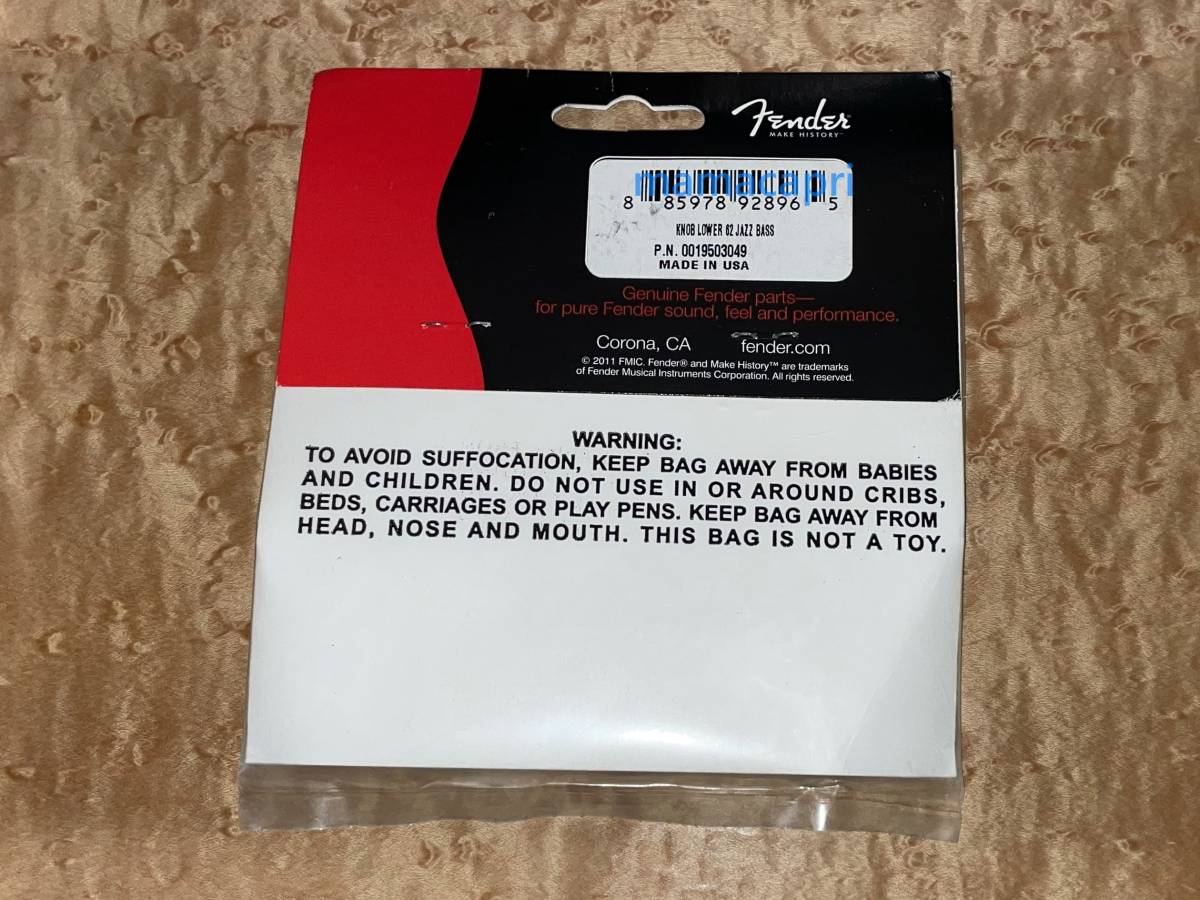 Fender
MAKE HISTORY™
mamacapri
8 85978 92896 5
KNOB LOWER 62 JAZZ BASS
P.N. 0019503049
MADE IN USA
Genuine Fender parts—
for pure Fender sound, feel and performance.
Corona, CA fender.com
© 2011 FMIC. Fender® and Make History™ are trademarks
of Fender Musical Instruments Corporation. All rights reserved.
WARNING:
TO AVOID SUFFOCATION, KEEP BAG AWAY FROM BABIES
AND CHILDREN. DO NOT USE IN OR AROUND CRIBS,
BEDS, CARRIAGES OR PLAY PENS. KEEP BAG AWAY FROM
HEAD, NOSE AND MOUTH. THIS BAG IS NOT A TOY.